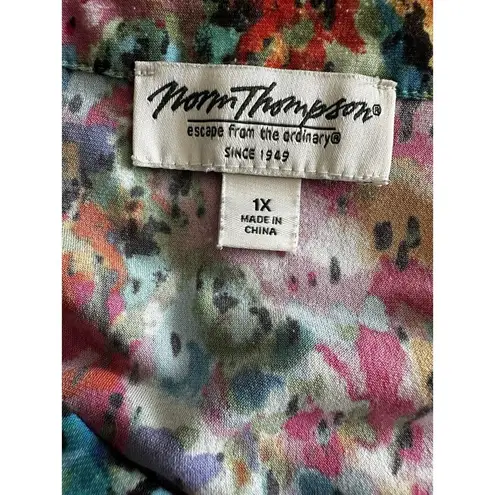 Norm Thompson®
escape from the ordinary®
SINCE 1949
1X
MADE IN
CHINA